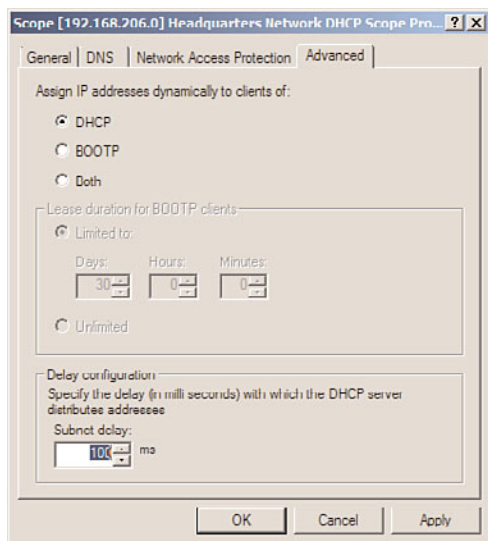 Scope [192.168.206.0] Headquarters Network DHCP Scope Pro... ? X
General DNS Network Access Protection Advanced
Assign IP addresses dynamically to clients of:
DHCP
BOOTP
Both
Lease duration for BOOTP clients
Limited to:
Days: Hours: Minutes:
30 0 0
Unlimited
Delay configuration
Specify the delay (in milli seconds) with which the DHCP server
distributes addresses
Subnet delay:
100 ms
OK Cancel Apply